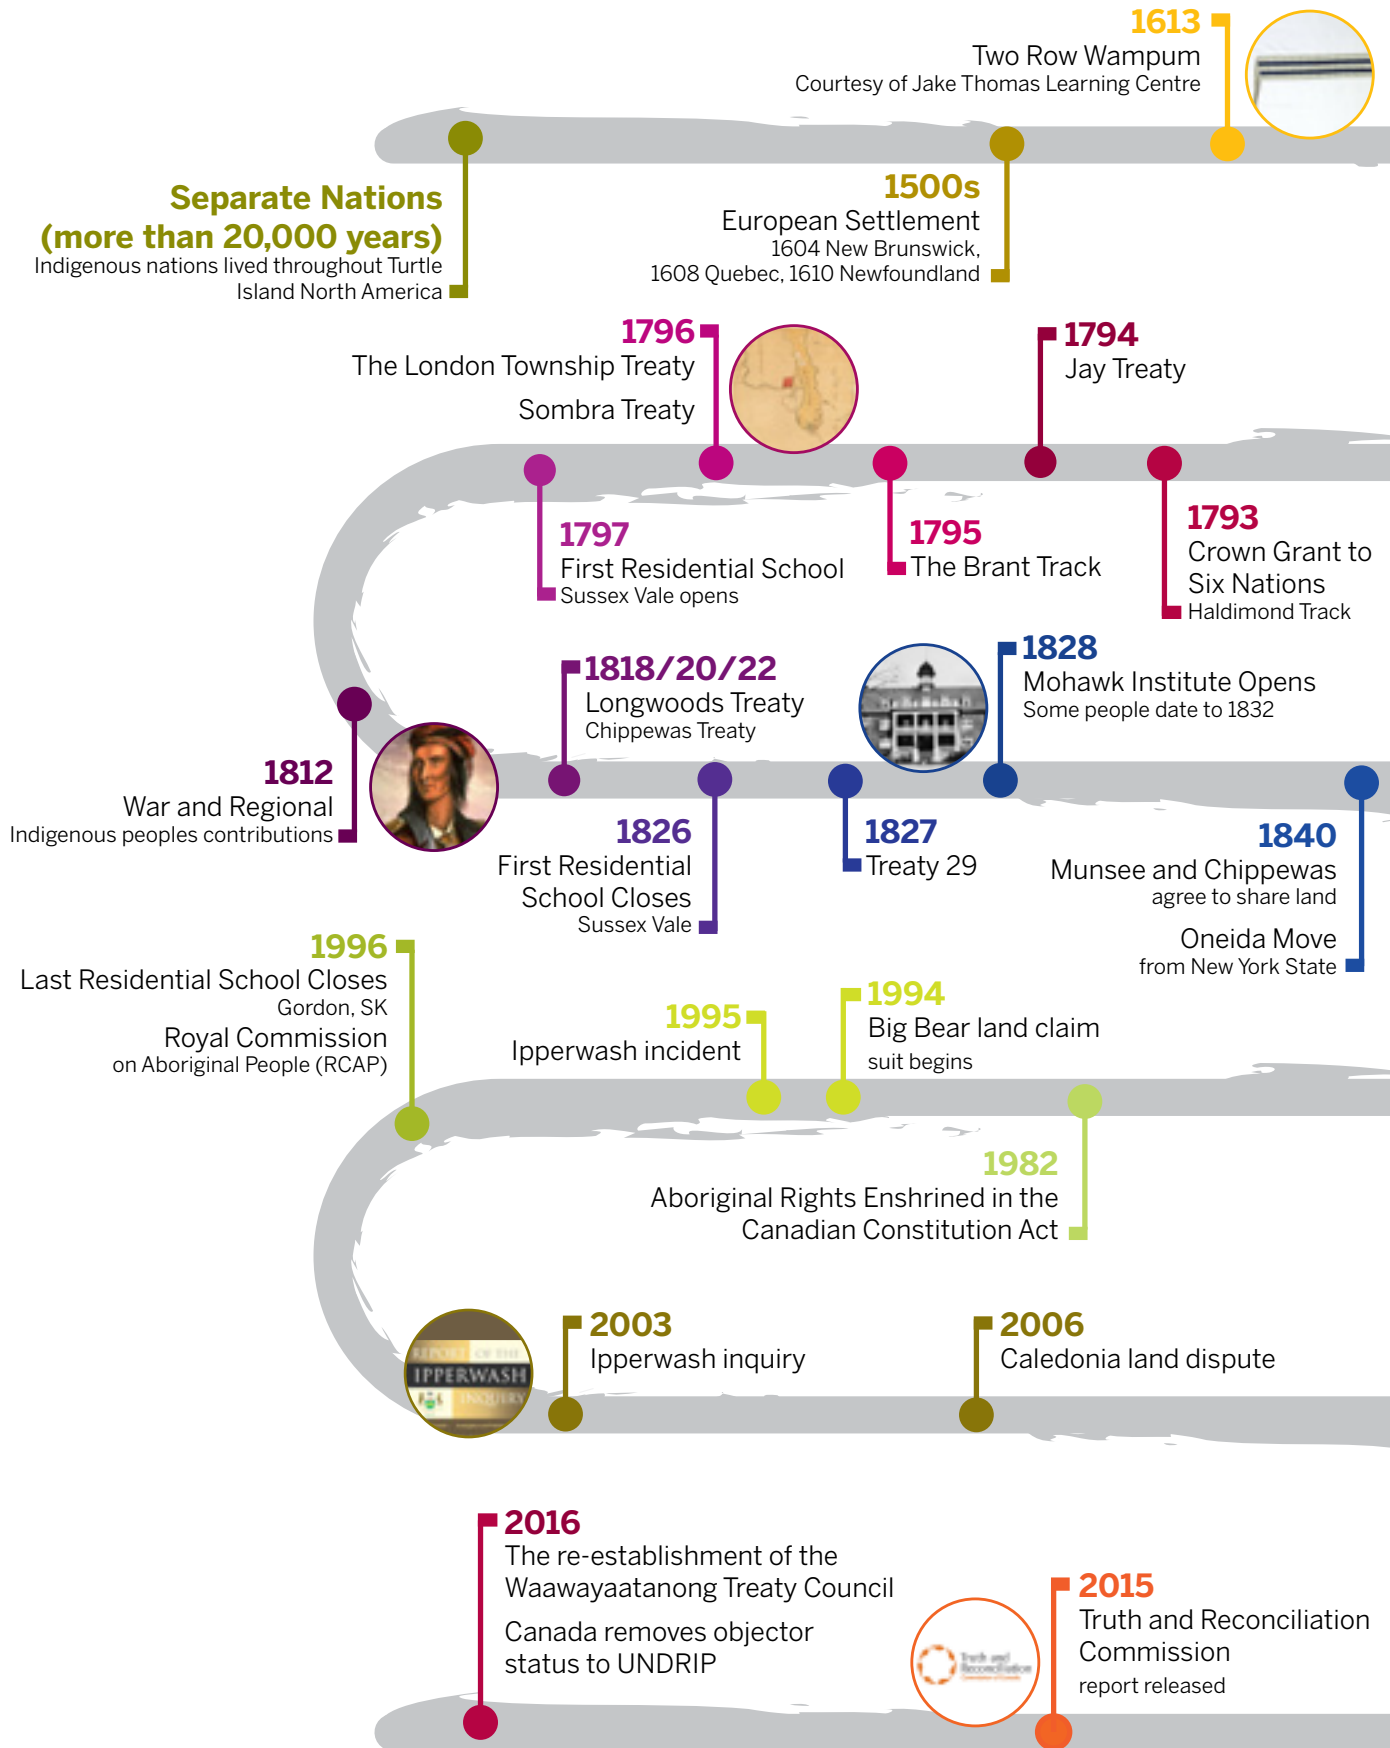 1613
Two Row Wampum
Courtesy of Jake Thomas Learning Centre
Separate Nations
(more than 20,000 years)
Indigenous nations lived throughout Turtle
Island North America
1500s
European Settlement
1604 New Brunswick,
1608 Quebec, 1610 Newfoundland
1796
The London Township Treaty
Sombra Treaty
1794
Jay Treaty
1797
First Residential School
Sussex Vale opens
1795
The Brant Track
1793
Crown Grant to
Six Nations
Haldimond Track
1812
War and Regional
Indigenous peoples contributions
1818/20/22
Longwoods Treaty
Chippewas Treaty
1828
Mohawk Institute Opens
Some people date to 1832
1826
First Residential
School Closes
Sussex Vale
1827
Treaty 29
1840
Munsee and Chippewas
agree to share land
Oneida Move
from New York State
1996
Last Residential School Closes
Gordon, SK
Royal Commission
on Aboriginal People (RCAP)
1995
Ipperwash incident
1994
Big Bear land claim
suit begins
1982
Aboriginal Rights Enshrined in the
Canadian Constitution Act
REPORT OF THE
IPPERWASH
INQUIRY
2003
Ipperwash inquiry
2006
Caledonia land dispute
2016
The re-establishment of the
Waawayaatanong Treaty Council
Canada removes objector
status to UNDRIP
Truth and
Reconciliation
2015
Truth and Reconciliation
Commission
report released